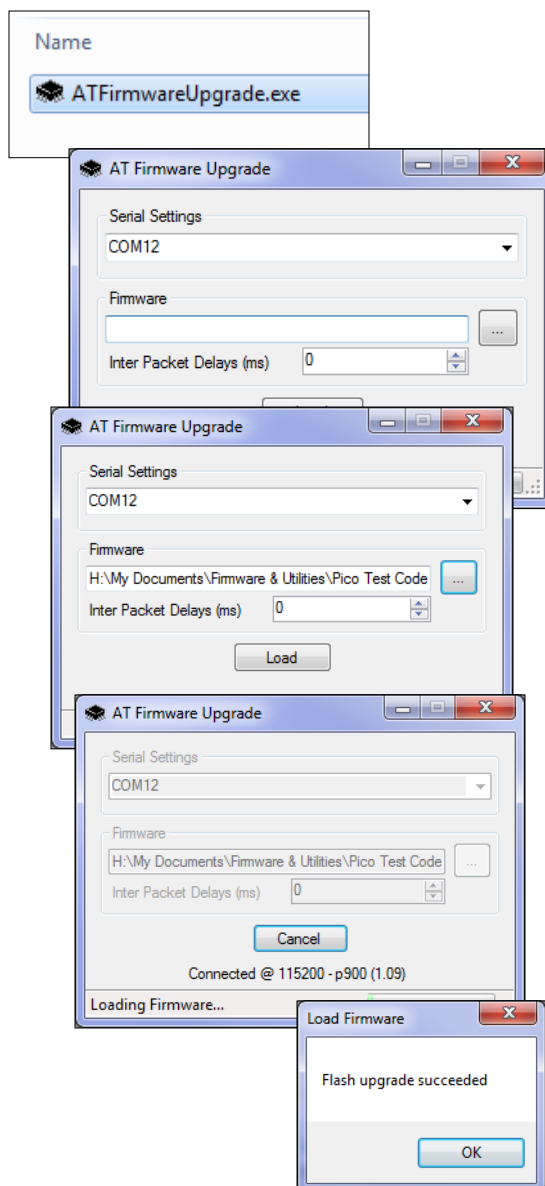 Name
ATFirmwareUpgrade.exe
AT Firmware Upgrade
Serial Settings
COM12
Firmware
...
Inter Packet Delays (ms) 0
AT Firmware Upgrade
Serial Settings
COM12
Firmware
H:\My Documents\Firmware & Utilities\Pico Test Code ...
Inter Packet Delays (ms) 0
Load
AT Firmware Upgrade
Serial Settings
COM12
Firmware
H:\My Documents\Firmware & Utilities\Pico Test Code ...
Inter Packet Delays (ms) 0
Cancel
Connected @ 115200 - p900 (1.09)
Loading Firmware...
Load Firmware
Flash upgrade succeeded
OK